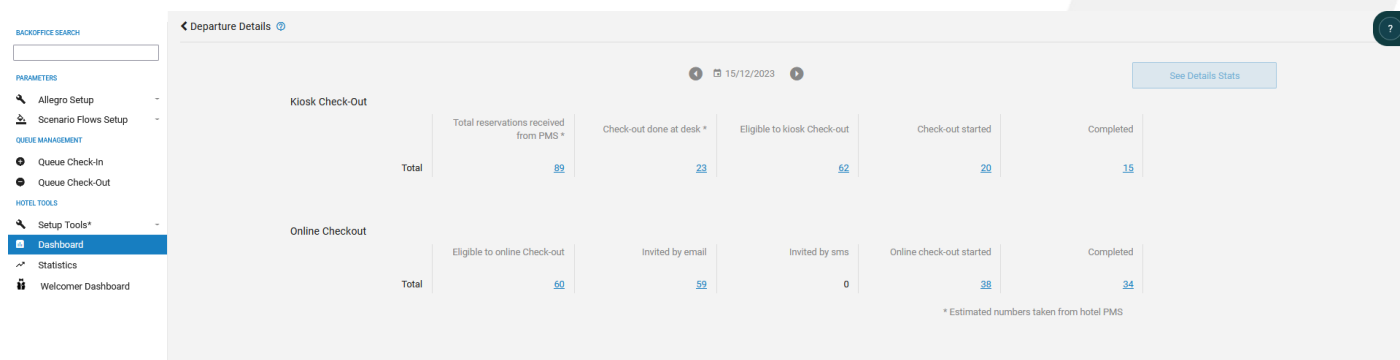 BACKOFFICE SEARCH
PARAMETERS
Allegro Setup
Scenario Flows Setup
QUEUE MANAGEMENT
Queue Check-In
Queue Check-Out
HOTEL TOOLS
Setup Tools*
Dashboard
Statistics
Welcomer Dashboard
Departure Details ?
?
15/12/2023
See Details Stats
Kiosk Check-Out
Total reservations received
from PMS *
Check-out done at desk *
Eligible to kiosk Check-out
Check-out started
Completed
Total 89 23 62 20 15
Online Checkout
Eligible to online Check-out
Invited by email
Invited by sms
Online check-out started
Completed
Total 60 59 0 38 34
* Estimated numbers taken from hotel PMS